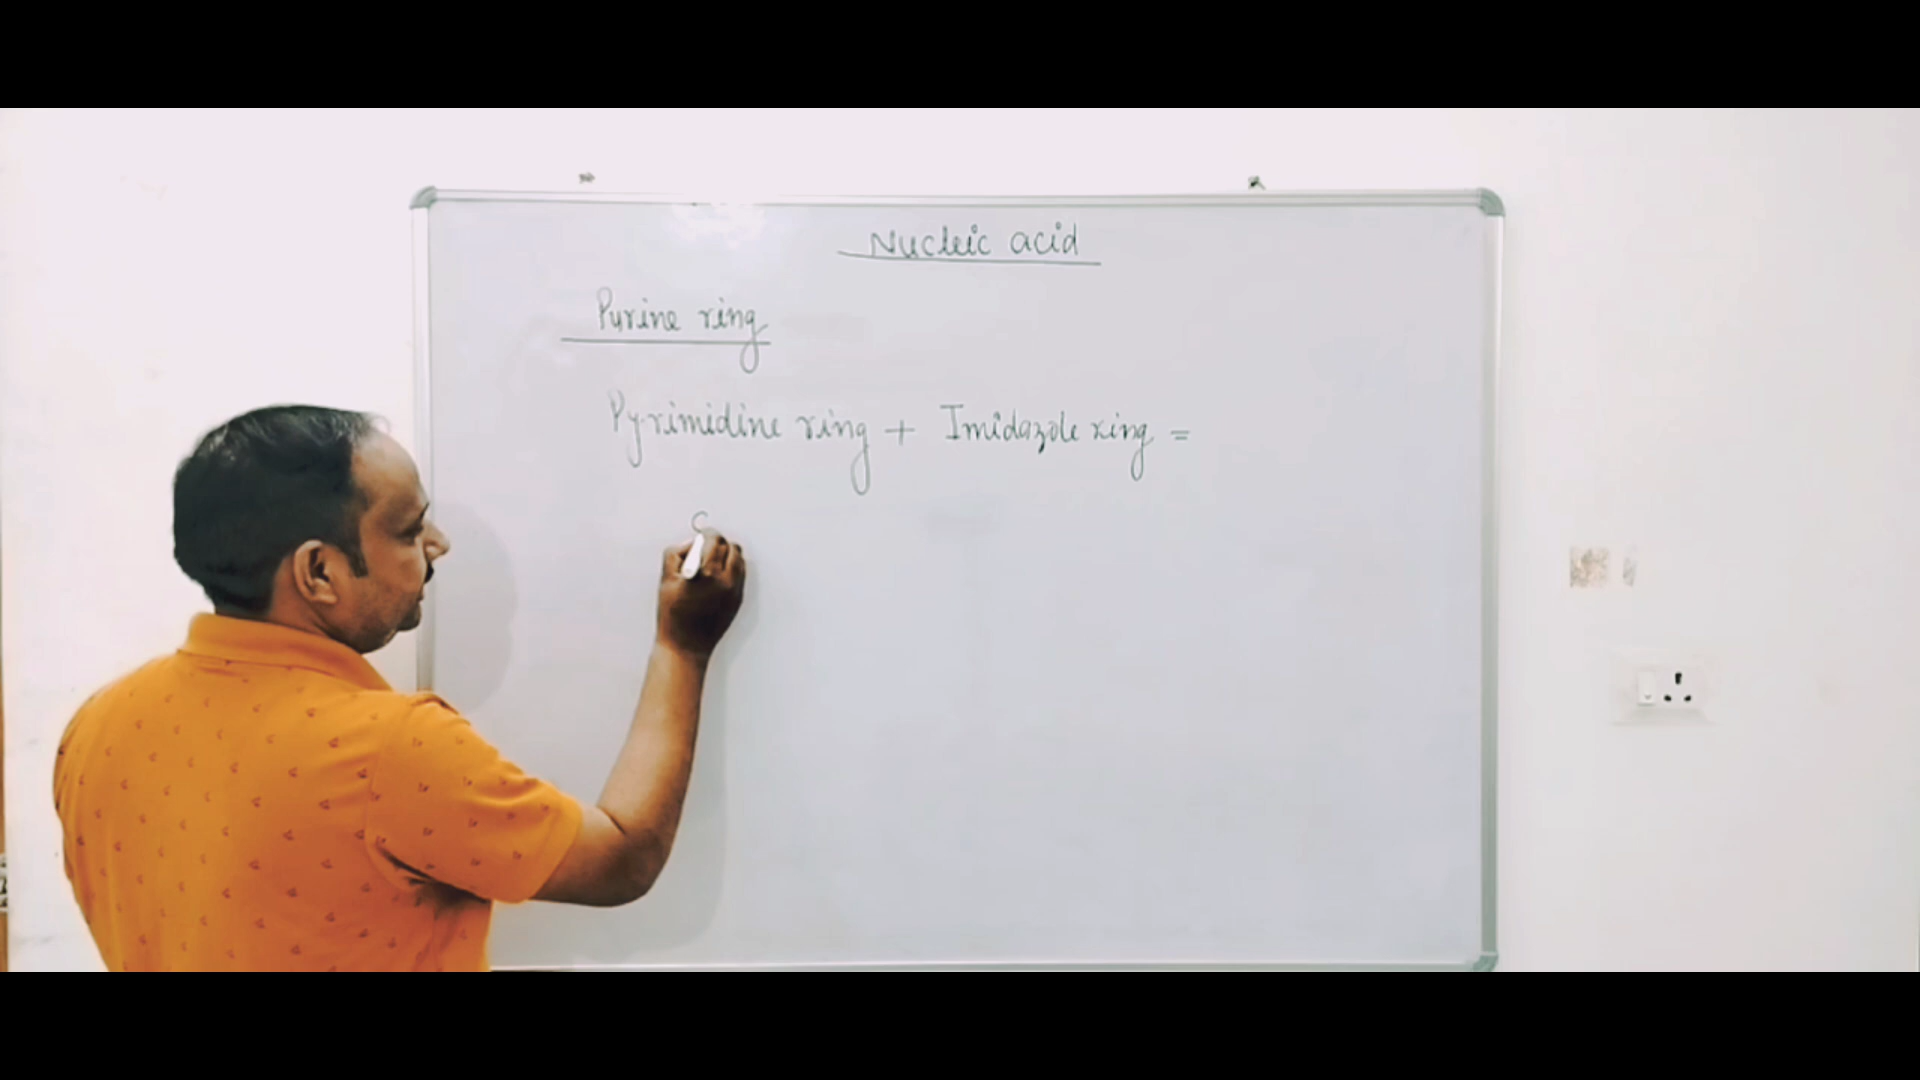 Nucleic acid
Purine ring
Pyrimidine ring + Imidazole ring =
C